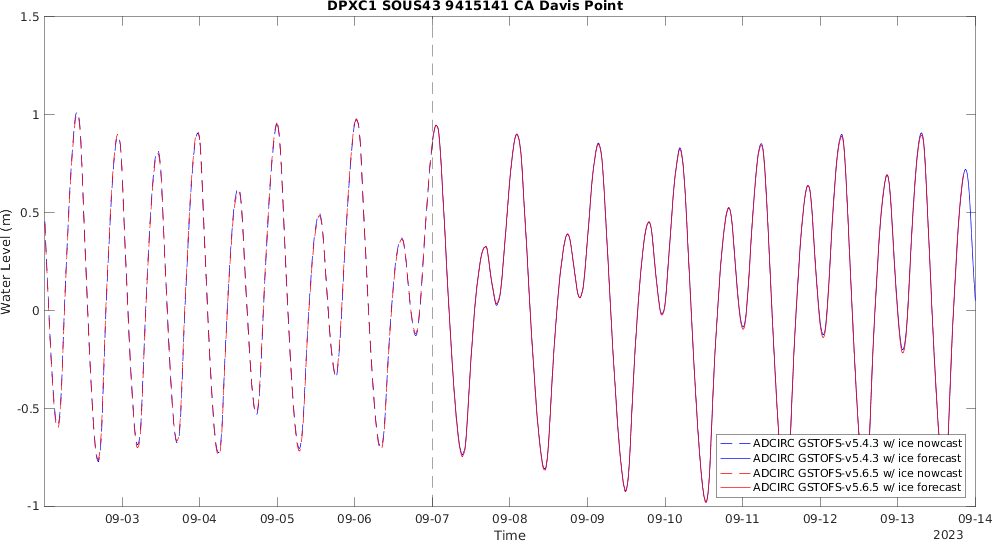 DPXC1 SOUS43 9415141 CA Davis Point
1.5
1
0.5
0
-0.5
-1
Water Level (m)
ADCIRC GSTOFS-v5.4.3 w/ ice nowcast
ADCIRC GSTOFS-v5.4.3 w/ ice forecast
ADCIRC GSTOFS-v5.6.5 w/ ice nowcast
ADCIRC GSTOFS-v5.6.5 w/ ice forecast
09-03 09-04 09-05 09-06 09-07 09-08 09-09 09-10 09-11 09-12 09-13 09-14
Time
2023